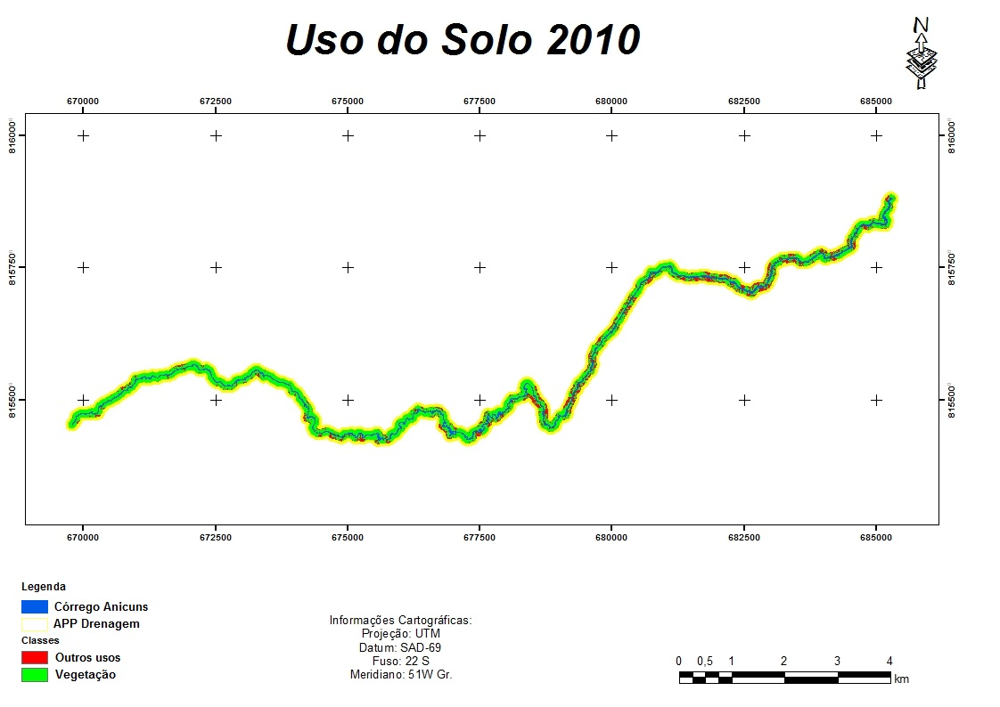 Uso do Solo 2010
N
670000 672500 675000 677500 680000 682500 685000
8160000 8160000
8157500 8157500
8155000 8155000
670000 672500 675000 677500 680000 682500 685000
Legenda
Córrego Anicuns
APP Drenagem
Classes
Outros usos
Vegetação
Informações Cartográficas:
Projeção: UTM
Datum: SAD-69
Fuso: 22 S
Meridiano: 51W Gr.
0 0,5 1 2 3 4
km